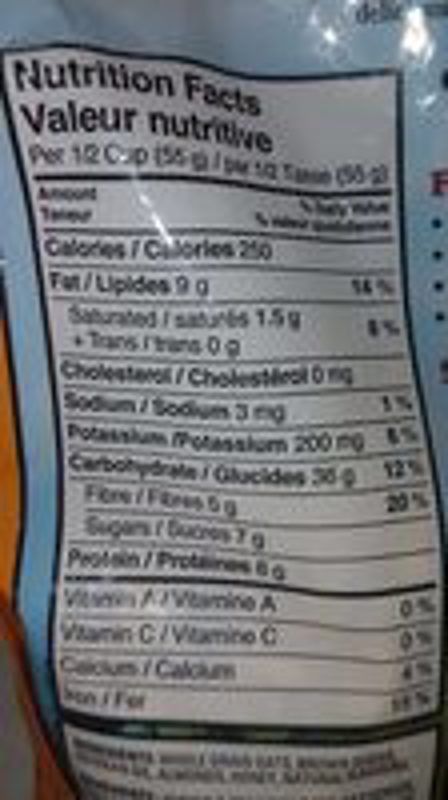 Nutrition Facts
Valeur nutritive
Per 1/2 Cup (55 g) / par 1/2 Tasse (55 g)
Amount % Daily Value
Teneur % valeur quotidienne
Calories / Calories 250
Fat / Lipides 9 g 14 %
Saturated / saturés 1.5 g
+ Trans / trans 0 g 8 %
Cholesterol / Cholestérol 0 mg
Sodium / Sodium 3 mg 1 %
Potassium / Potassium 200 mg 6 %
Carbohydrate / Glucides 36 g 12 %
Fibre / Fibres 5 g 20 %
Sugars / Sucres 7 g
Protein / Protéines 6 g
Vitamin A / Vitamine A 0 %
Vitamin C / Vitamine C 0 %
Calcium / Calcium 4 %
Iron / Fer
INGREDIENTS: WHOLE GRAIN OATS, BROWN
ALMONDS, HONEY, NATURAL